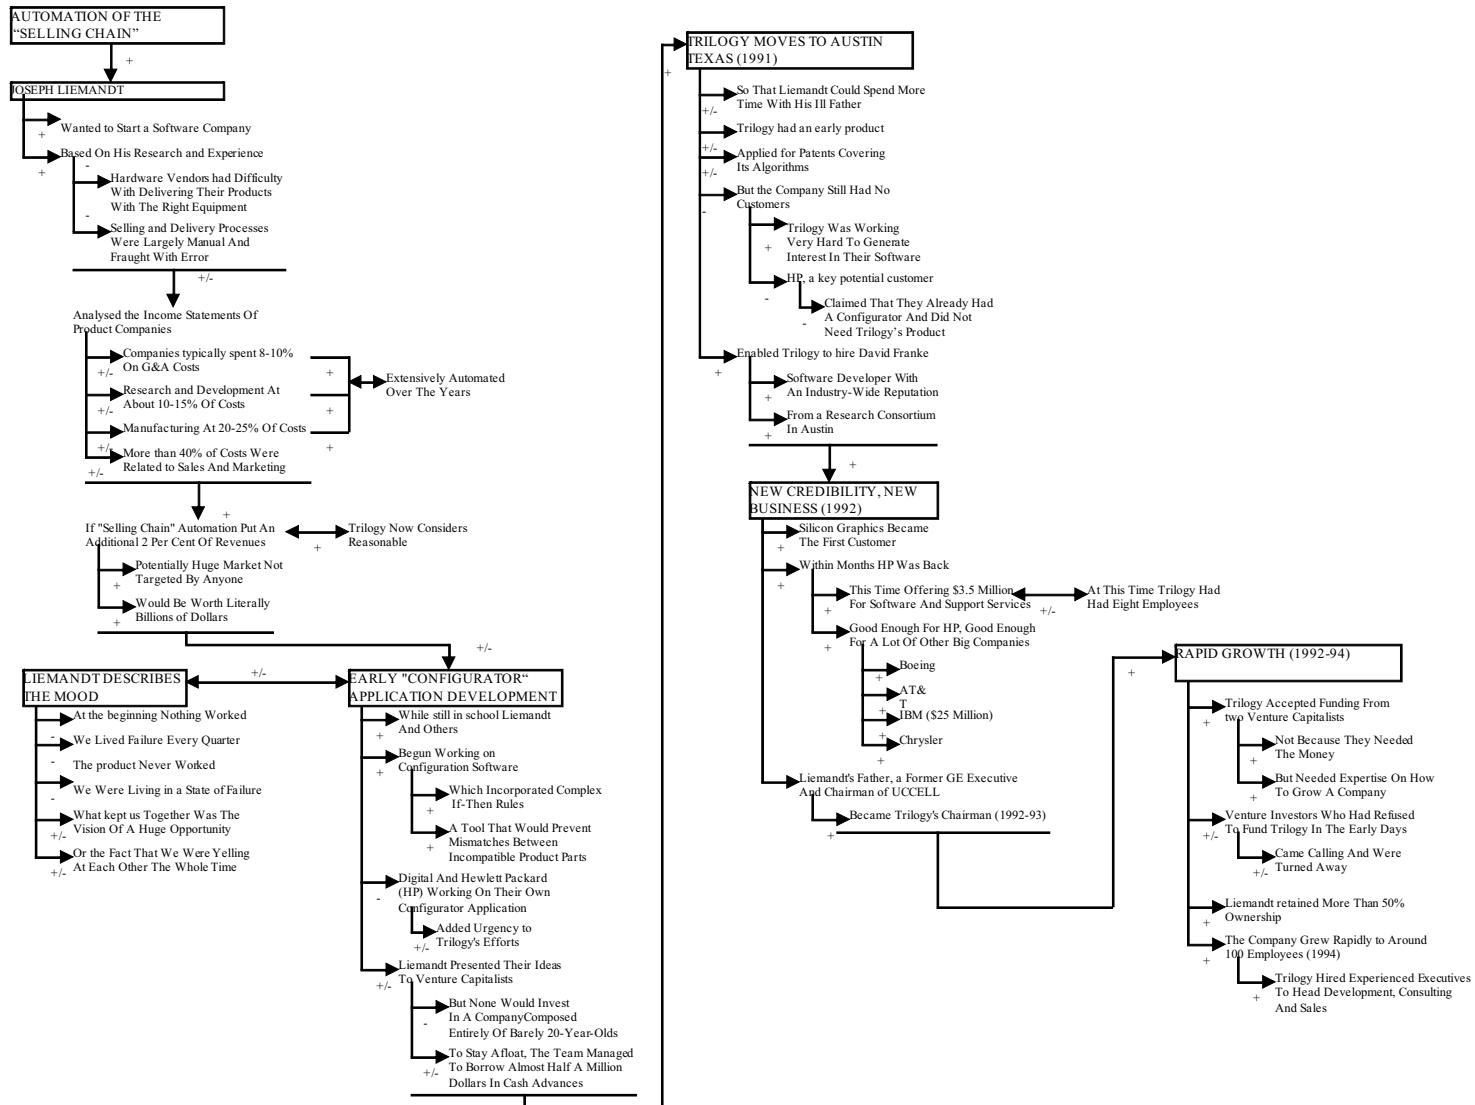 AUTOMATION OF THE
“SELLING CHAIN”
+
JOSEPH LIEMANDT
Wanted to Start a Software Company
+
Based On His Research and Experience
+
-
Hardware Vendors had Difficulty
With Delivering Their Products
With The Right Equipment
-
Selling and Delivery Processes
Were Largely Manual And
Fraught With Error
+/-
Analysed the Income Statements Of
Product Companies
Companies typically spent 8-10%
On G&A Costs
+/-
+
Research and Development At
About 10-15% Of Costs
+/-
+
Manufacturing At 20-25% Of Costs
+/-
+
Extensively Automated
Over The Years
More than 40% of Costs Were
Related to Sales And Marketing
+/-
+
If "Selling Chain" Automation Put An
Additional 2 Per Cent Of Revenues
+
Trilogy Now Considers
Reasonable
Potentially Huge Market Not
Targeted By Anyone
+
Would Be Worth Literally
Billions of Dollars
+
+/-
LIEMANDT DESCRIBES
THE MOOD
+/-
At the beginning Nothing Worked
-
We Lived Failure Every Quarter
-
The product Never Worked
We Were Living in a State of Failure
-
What kept us Together Was The
Vision Of A Huge Opportunity
+/-
Or the Fact That We Were Yelling
At Each Other The Whole Time
+/-
EARLY "CONFIGURATOR“
APPLICATION DEVELOPMENT
While still in school Liemandt
And Others
+
Begun Working on
Configuration Software
+
Which Incorporated Complex
If-Then Rules
+
A Tool That Would Prevent
Mismatches Between
Incompatible Product Parts
+
Digital And Hewlett Packard
(HP) Working On Their Own
Configurator Application
-
Added Urgency to
Trilogy's Efforts
+/-
Liemandt Presented Their Ideas
To Venture Capitalists
+/-
But None Would Invest
In A CompanyComposed
Entirely Of Barely 20-Year-Olds
-
To Stay Afloat, The Team Managed
To Borrow Almost Half A Million
Dollars In Cash Advances
+/-
+
TRILOGY MOVES TO AUSTIN
TEXAS (1991)
So That Liemandt Could Spend More
Time With His Ill Father
+/-
Trilogy had an early product
+/-
Applied for Patents Covering
Its Algorithms
+/-
But the Company Still Had No
Customers
-
Trilogy Was Working
Very Hard To Generate
Interest In Their Software
+
HP, a key potential customer
-
Claimed That They Already Had
A Configurator And Did Not
Need Trilogy’s Product
-
Enabled Trilogy to hire David Franke
+
Software Developer With
An Industry-Wide Reputation
+
From a Research Consortium
In Austin
+
+
NEW CREDIBILITY, NEW
BUSINESS (1992)
Silicon Graphics Became
The First Customer
+
Within Months HP Was Back
+
This Time Offering $3.5 Million
For Software And Support Services
+
+/-
At This Time Trilogy Had
Had Eight Employees
Good Enough For HP, Good Enough
For A Lot Of Other Big Companies
+
Boeing
+
AT&
T
+
IBM ($25 Million)
+
Chrysler
+
Liemandt's Father, a Former GE Executive
And Chairman of UCCELL
+
Became Trilogy's Chairman (1992-93)
+
RAPID GROWTH (1992-94)
Trilogy Accepted Funding From
two Venture Capitalists
+
Not Because They Needed
The Money
+
But Needed Expertise On How
To Grow A Company
+
Venture Investors Who Had Refused
To Fund Trilogy In The Early Days
+/-
Came Calling And Were
Turned Away
+/-
Liemandt retained More Than 50%
Ownership
+
The Company Grew Rapidly to Around
100 Employees (1994)
+
Trilogy Hired Experienced Executives
To Head Development, Consulting
And Sales
+